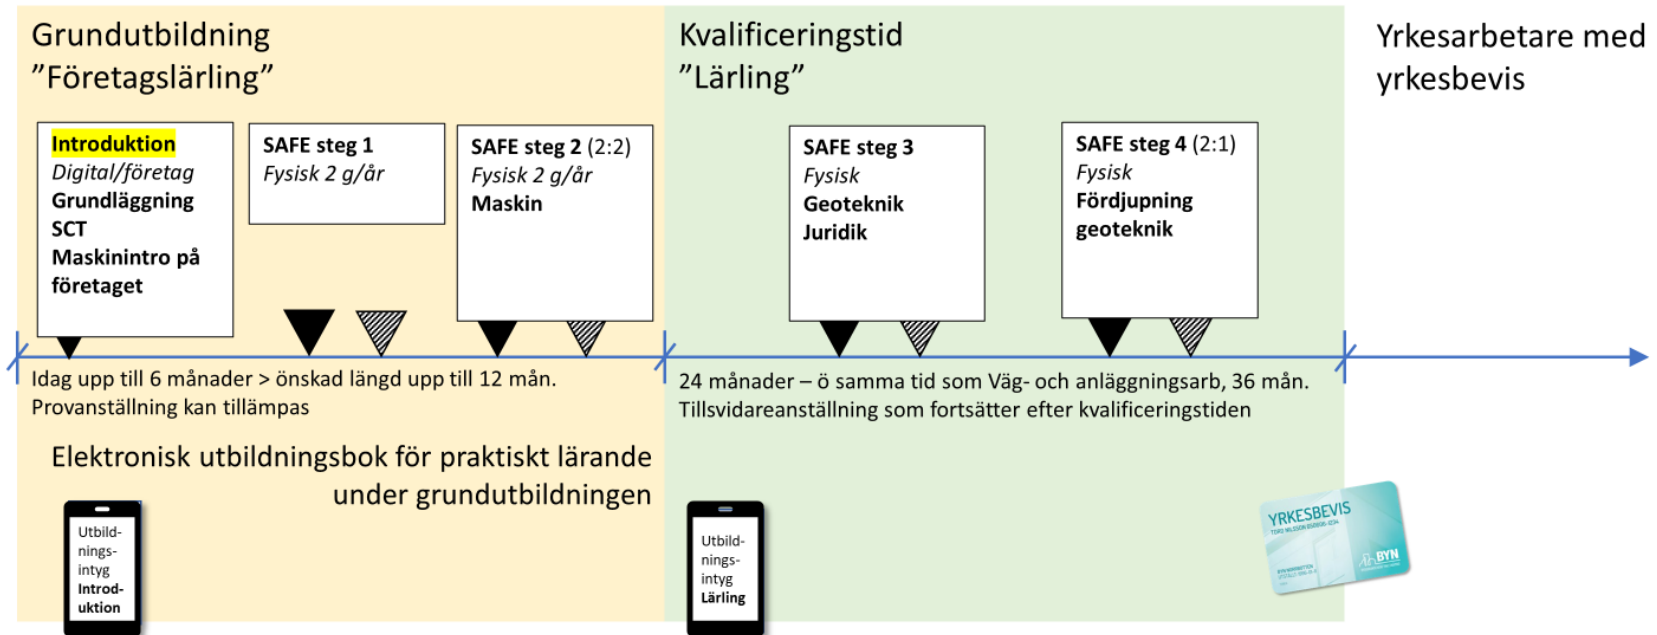 Grundutbildning
”Företagslärling”
Kvalificeringstid
”Lärling”
Yrkesarbetare med
yrkesbevis
Introduktion
Digital/företag
Grundläggning
SCT
Maskinintro på
företaget
SAFE steg 1
Fysisk 2 g/år
SAFE steg 2 (2:2)
Fysisk 2 g/år
Maskin
SAFE steg 3
Fysisk
Geoteknik
Juridik
SAFE steg 4 (2:1)
Fysisk
Fördjupning
geoteknik
Idag upp till 6 månader > önskad längd upp till 12 mån.
Provanställning kan tillämpas
24 månader – ö samma tid som Väg- och anläggningsarb, 36 mån.
Tillsvidareanställning som fortsätter efter kvalificeringstiden
Elektronisk utbildningsbok för praktiskt lärande
under grundutbildningen
Utbild-
nings-
intyg
Introd-
uktion
Utbild-
nings-
intyg
Lärling
YRKESBEVIS
BYN